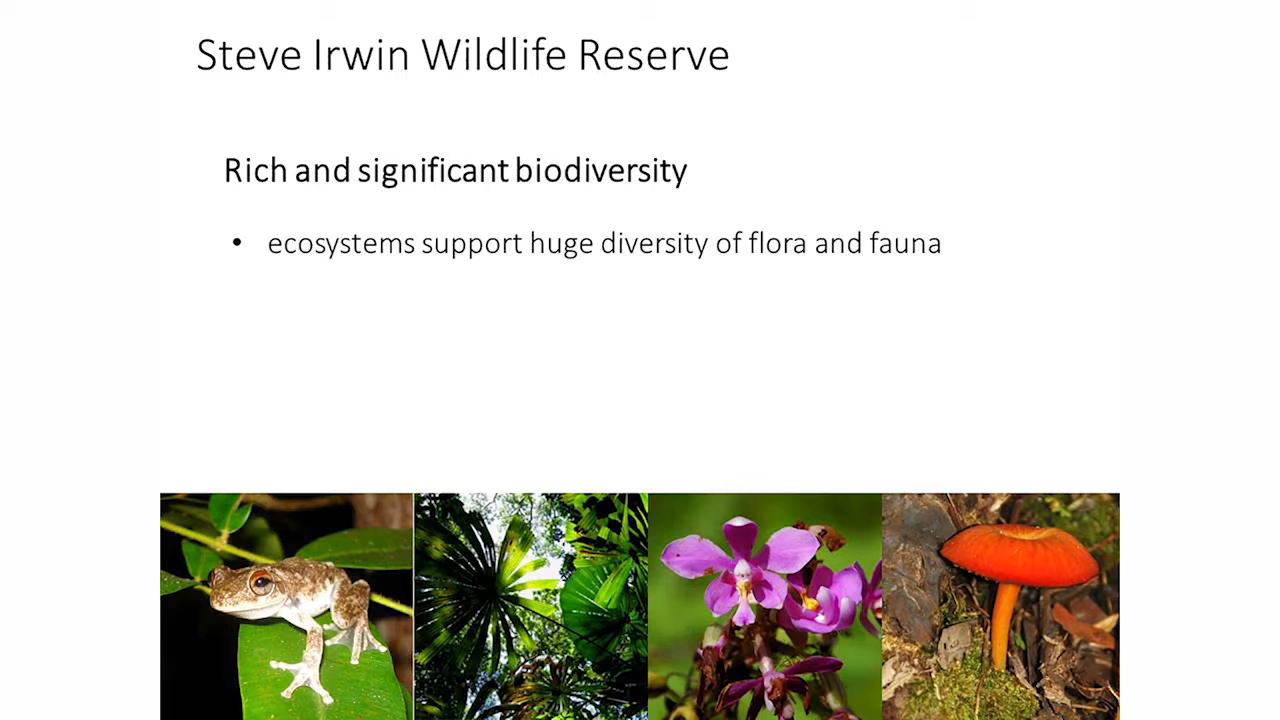 Steve Irwin Wildlife Reserve
Rich and significant biodiversity
• ecosystems support huge diversity of flora and fauna